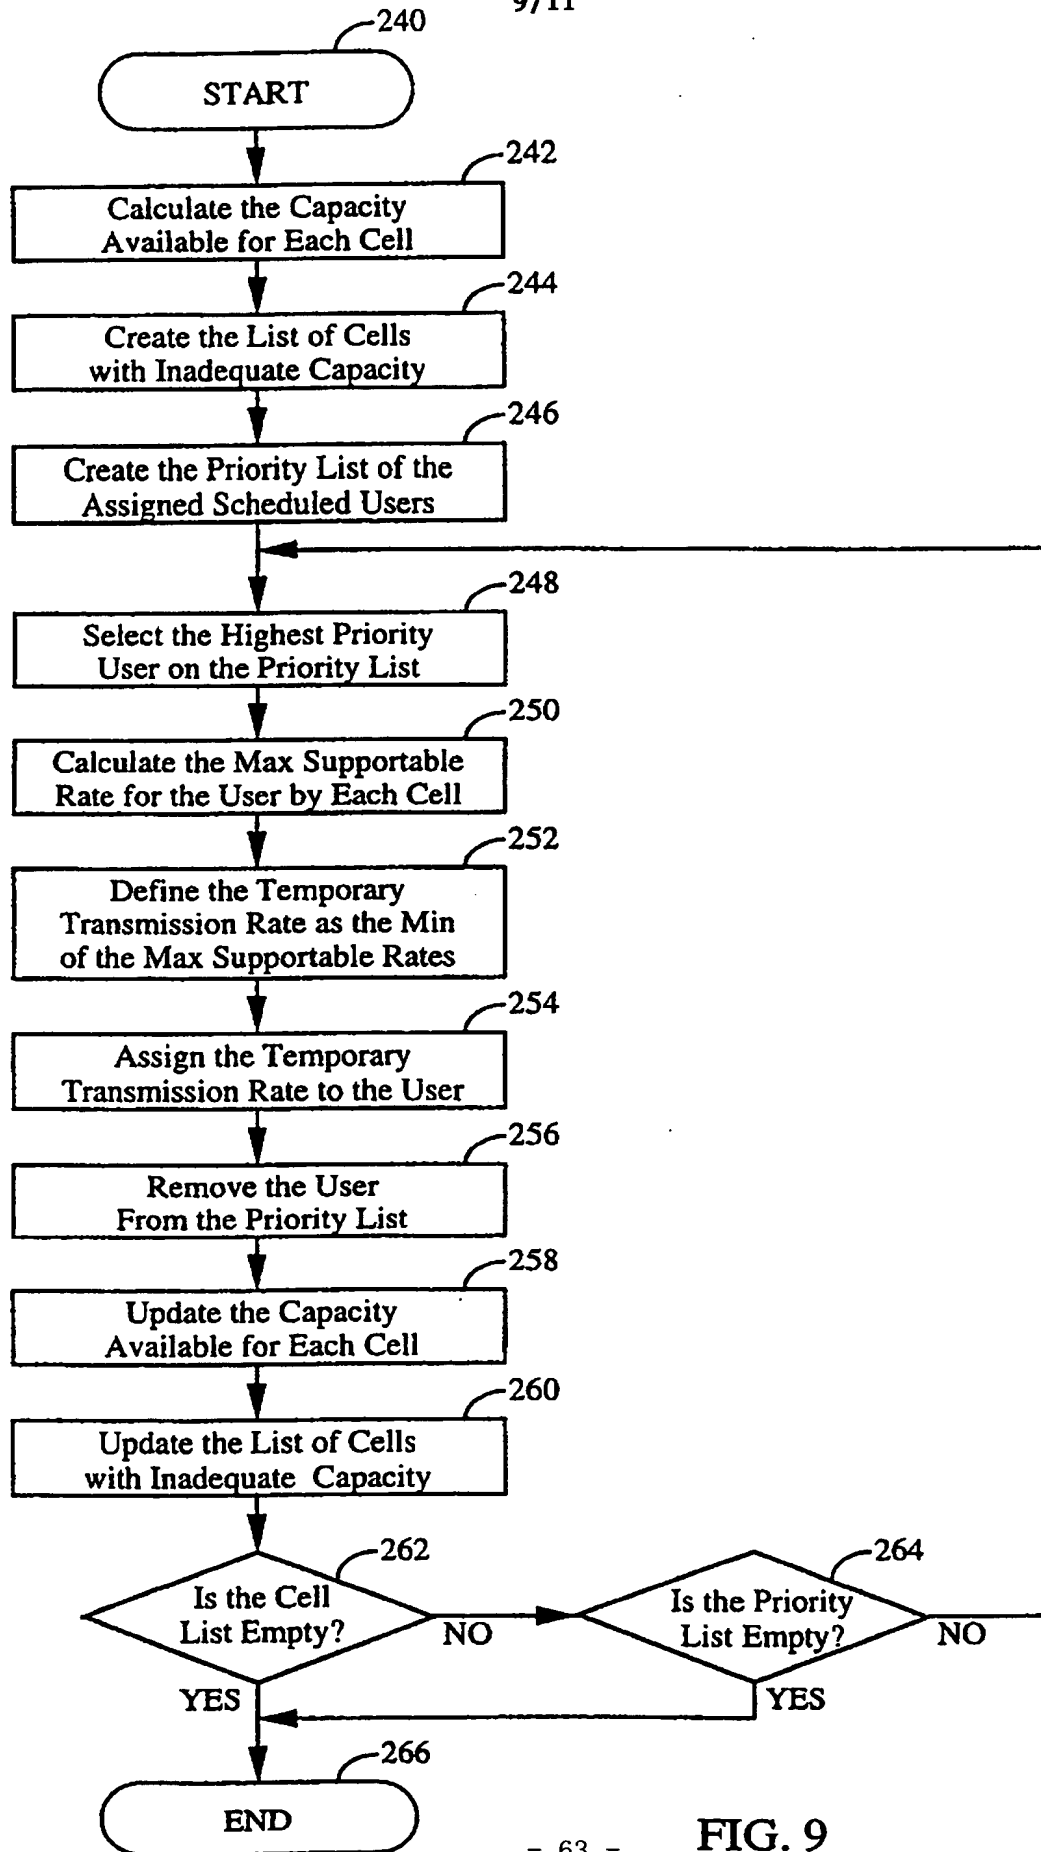 9/11
240
START
242
Calculate the Capacity
Available for Each Cell
244
Create the List of Cells
with Inadequate Capacity
246
Create the Priority List of the
Assigned Scheduled Users
248
Select the Highest Priority
User on the Priority List
250
Calculate the Max Supportable
Rate for the User by Each Cell
252
Define the Temporary
Transmission Rate as the Min
of the Max Supportable Rates
254
Assign the Temporary
Transmission Rate to the User
256
Remove the User
From the Priority List
258
Update the Capacity
Available for Each Cell
260
Update the List of Cells
with Inadequate Capacity
262
Is the Cell
List Empty?
NO
YES
264
Is the Priority
List Empty?
NO
YES
266
END
- 63 -
FIG. 9